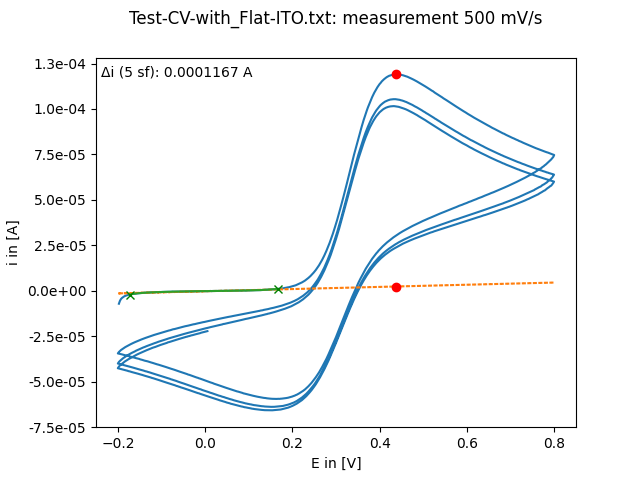 Test-CV-with_Flat-ITO.txt: measurement 500 mV/s
Δi (5 sf): 0.0001167 A
1.3e-04
1.0e-04
7.5e-05
5.0e-05
2.5e-05
0.0e+00
-2.5e-05
-5.0e-05
-7.5e-05
i in [A]
−0.2 0.0 0.2 0.4 0.6 0.8
E in [V]